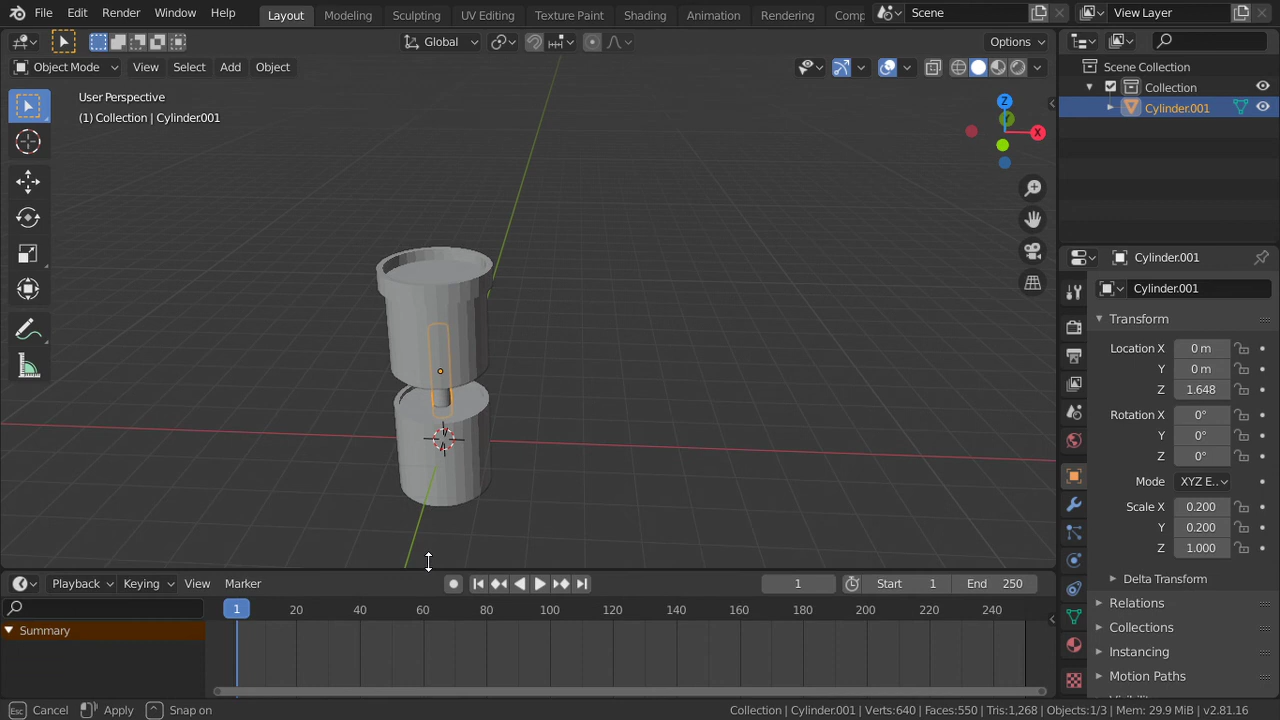 File Edit Render Window Help Layout Modeling Sculpting UV Editing Texture Paint Shading Animation Rendering Comp Scene View Layer
Global Options
Object Mode View Select Add Object
Scene Collection
Collection
Cylinder.001
User Perspective
(1) Collection | Cylinder.001
Z
Y
X
Cylinder.001
Cylinder.001
Transform
Location X 0 m
Y 0 m
Z 1.648
Rotation X 0°
Y 0°
Z 0°
Mode XYZ E..
Scale X 0.200
Y 0.200
Z 1.000
Delta Transform
Relations
Collections
Instancing
Motion Paths
Playback Keying View Marker 1 Start 1 End 250
1 20 40 60 80 100 120 140 160 180 200 220 240
Summary
Esc Cancel Apply Snap on Collection | Cylinder.001 | Verts:640 | Faces:550 | Tris:1,268 | Objects:1/3 | Mem: 29.9 MiB | v2.81.16